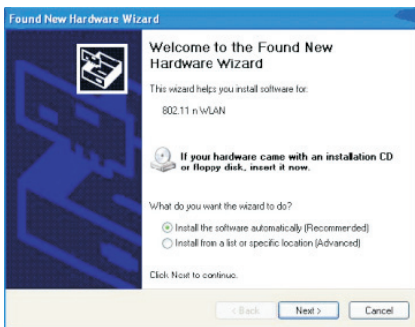 Found New Hardware Wizard
Welcome to the Found New
Hardware Wizard
This wizard helps you install software for:
802.11 n WLAN
If your hardware came with an installation CD
or floppy disk, insert it now.
What do you want the wizard to do?
Install the software automatically (Recommended)
Install from a list or specific location (Advanced)
Click Next to continue.
< Back Next > Cancel